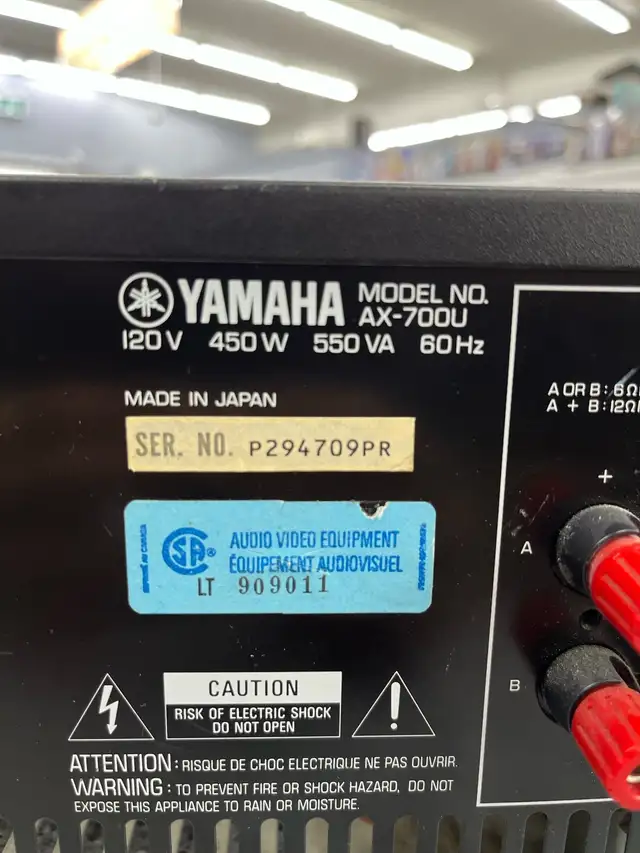 YAMAHA
MODEL NO.
AX-700U
120V 450W 550VA 60Hz
MADE IN JAPAN
SER. NO. P294709PR
SA®
AUDIO VIDEO EQUIPMENT
ÉQUIPEMENT AUDIOVISUEL
LT 909011
A OR B : 6Ω
A + B : 12Ω
+
A
B
CAUTION
RISK OF ELECTRIC SHOCK
DO NOT OPEN
ATTENTION : RISQUE DE CHOC ELECTRIQUE NE PAS OUVRIR.
WARNING : TO PREVENT FIRE OR SHOCK HAZARD, DO NOT
EXPOSE THIS APPLIANCE TO RAIN OR MOISTURE.